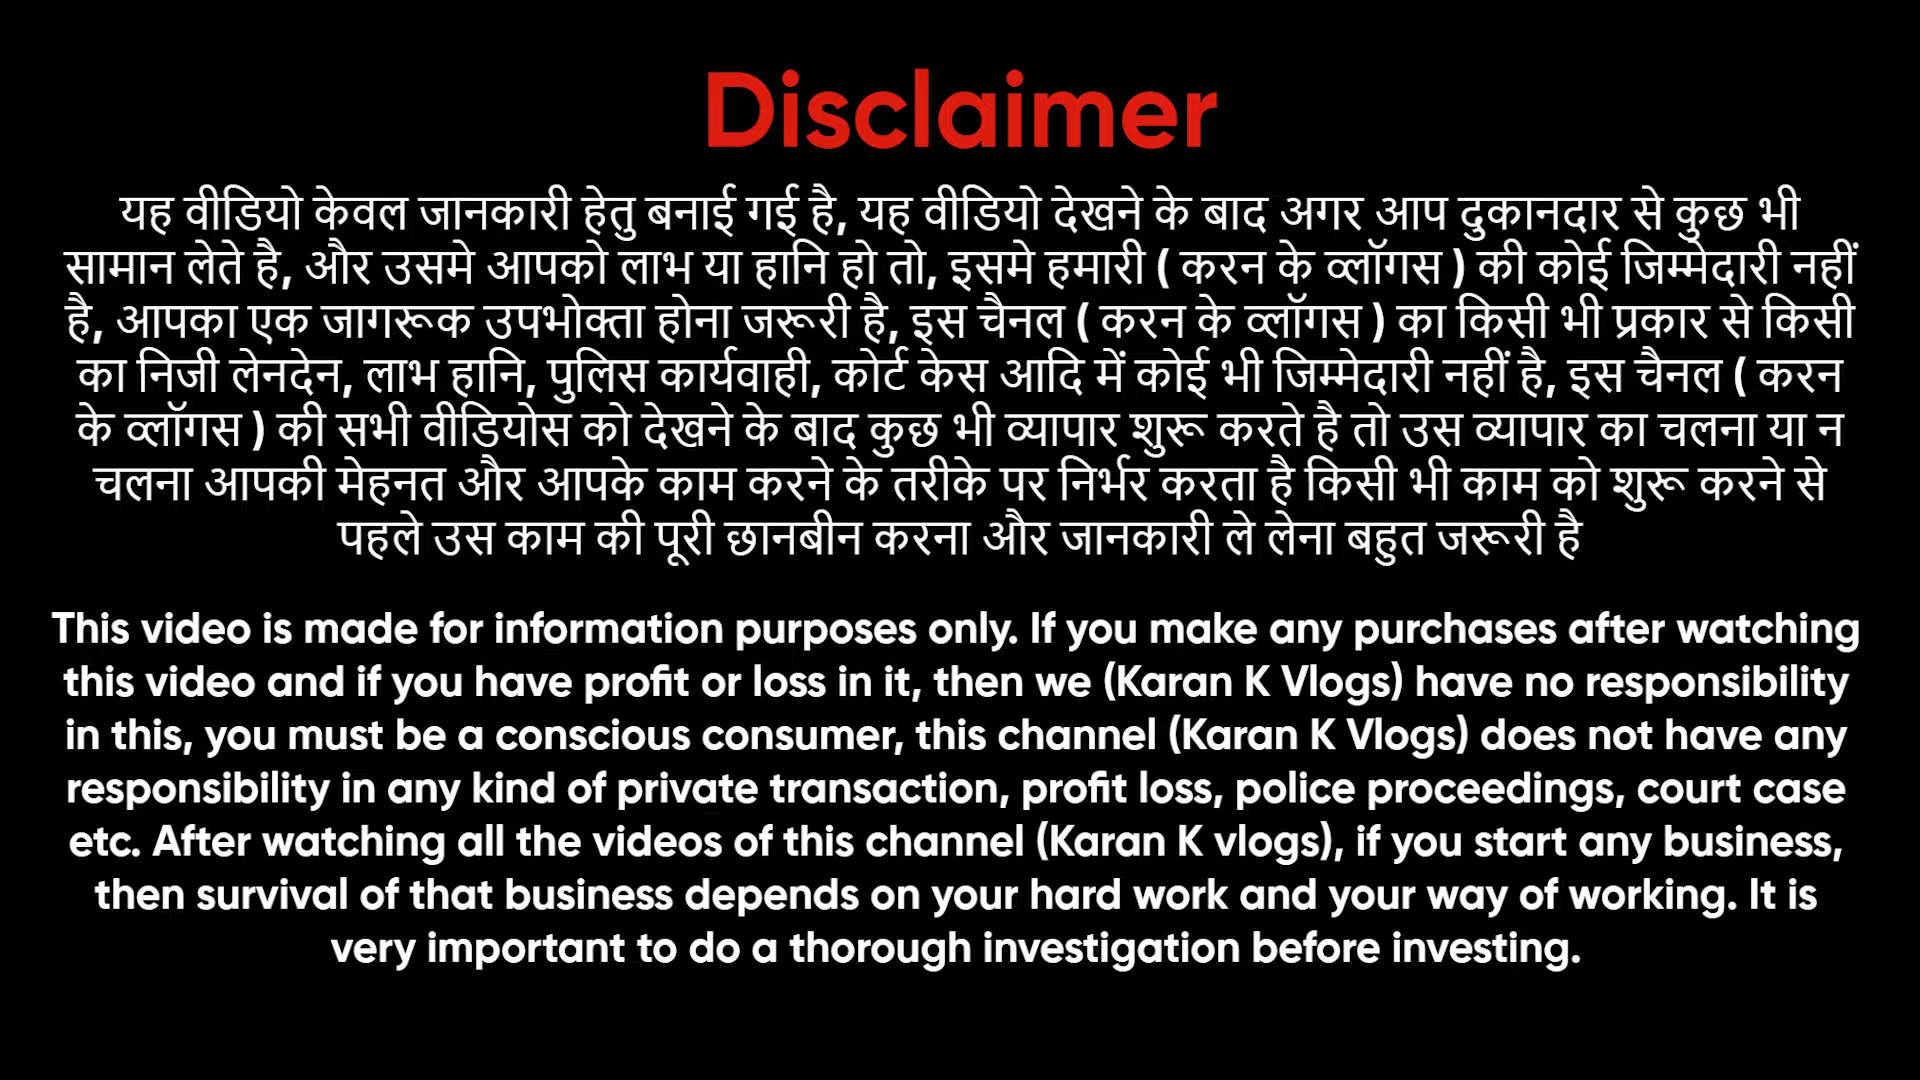 Disclaimer
यह वीडियो केवल जानकारी हेतु बनाई गई है, यह वीडियो देखने के बाद अगर आप दुकानदार से कुछ भी
सामान लेते है, और उसमे आपको लाभ या हानि हो तो, इसमे हमारी ( करन के व्लॉगस ) की कोई जिम्मेदारी नहीं
है, आपका एक जागरूक उपभोक्ता होना जरूरी है, इस चैनल ( करन के व्लॉगस ) का किसी भी प्रकार से किसी
का निजी लेनदेन, लाभ हानि, पुलिस कार्यवाही, कोर्ट केस आदि में कोई भी जिम्मेदारी नहीं है, इस चैनल ( करन
के व्लॉगस ) की सभी वीडियोस को देखने के बाद कुछ भी व्यापार शुरू करते है तो उस व्यापार का चलना या न
चलना आपकी मेहनत और आपके काम करने के तरीके पर निर्भर करता है किसी भी काम को शुरू करने से
पहले उस काम की पूरी छानबीन करना और जानकारी ले लेना बहुत जरूरी है
This video is made for information purposes only. If you make any purchases after watching
this video and if you have profit or loss in it, then we (Karan K Vlogs) have no responsibility
in this, you must be a conscious consumer, this channel (Karan K Vlogs) does not have any
responsibility in any kind of private transaction, profit loss, police proceedings, court case
etc. After watching all the videos of this channel (Karan K vlogs), if you start any business,
then survival of that business depends on your hard work and your way of working. It is
very important to do a thorough investigation before investing.